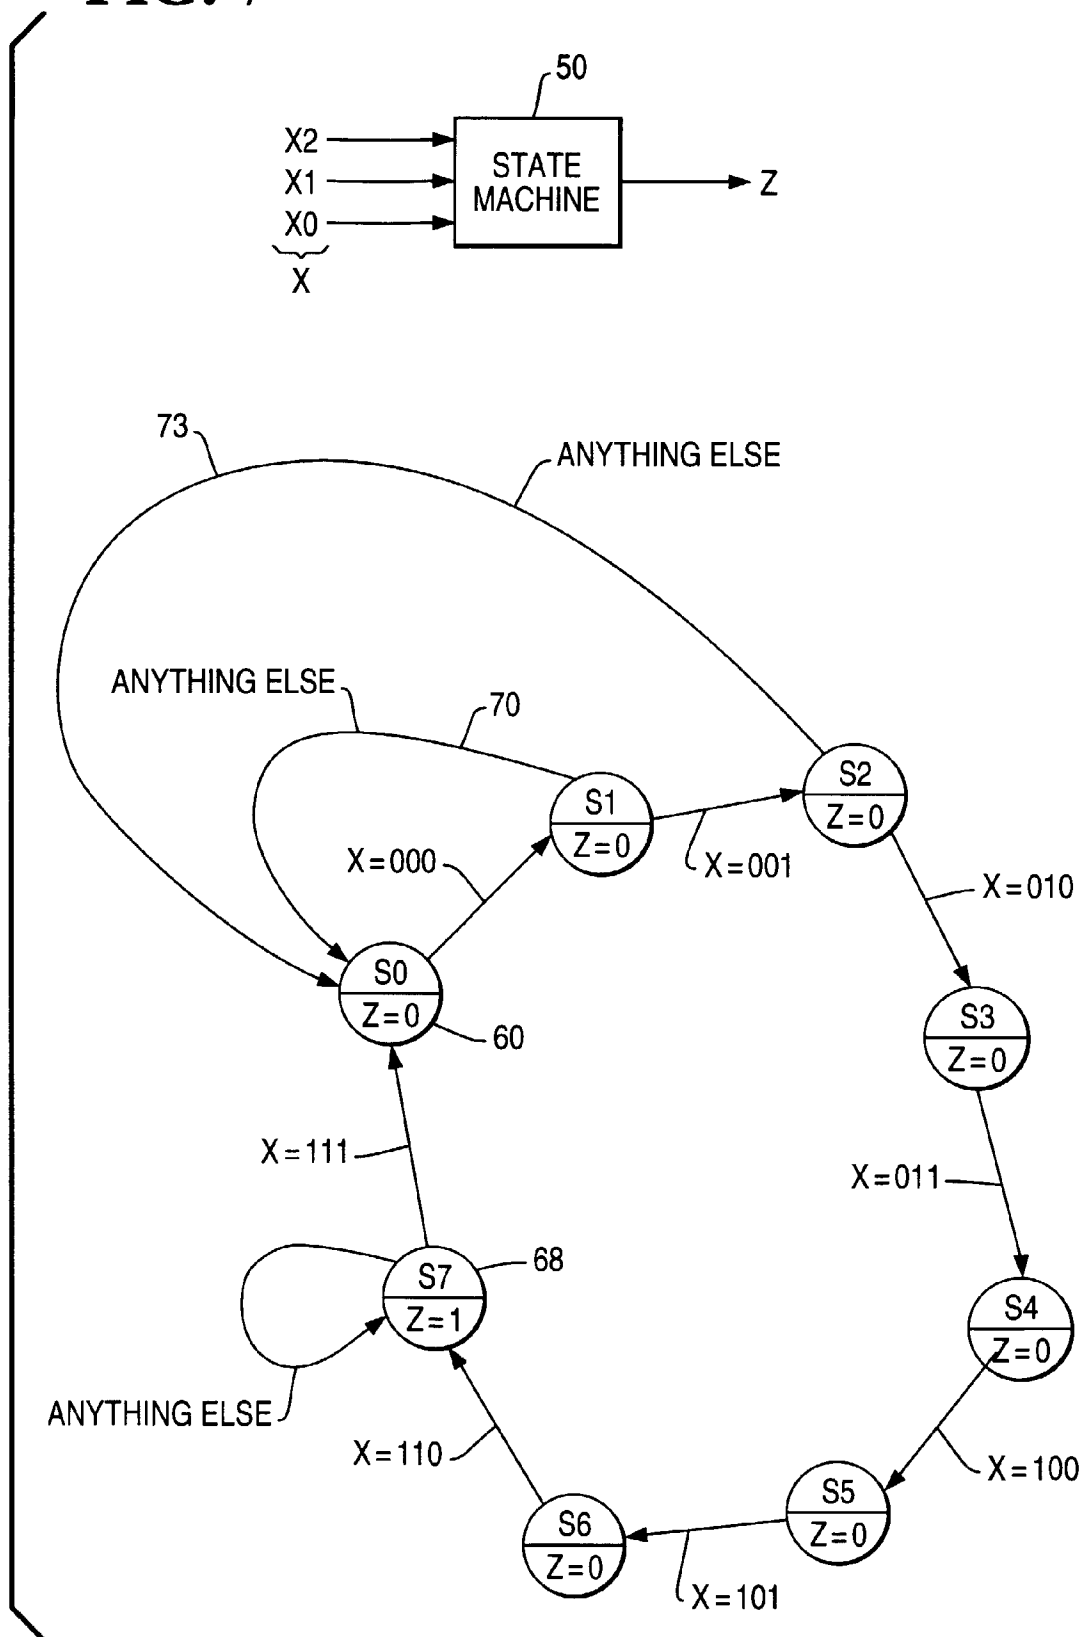 50
X2
X1
X0
X
STATE
MACHINE
Z
73
ANYTHING ELSE
ANYTHING ELSE
70
S1
Z=0
S2
Z=0
X=000
X=001
X=010
S0
Z=0
60
S3
Z=0
X=111
X=011
S7
Z=1
68
S4
Z=0
ANYTHING ELSE
X=110
X=100
S5
Z=0
S6
Z=0
X=101